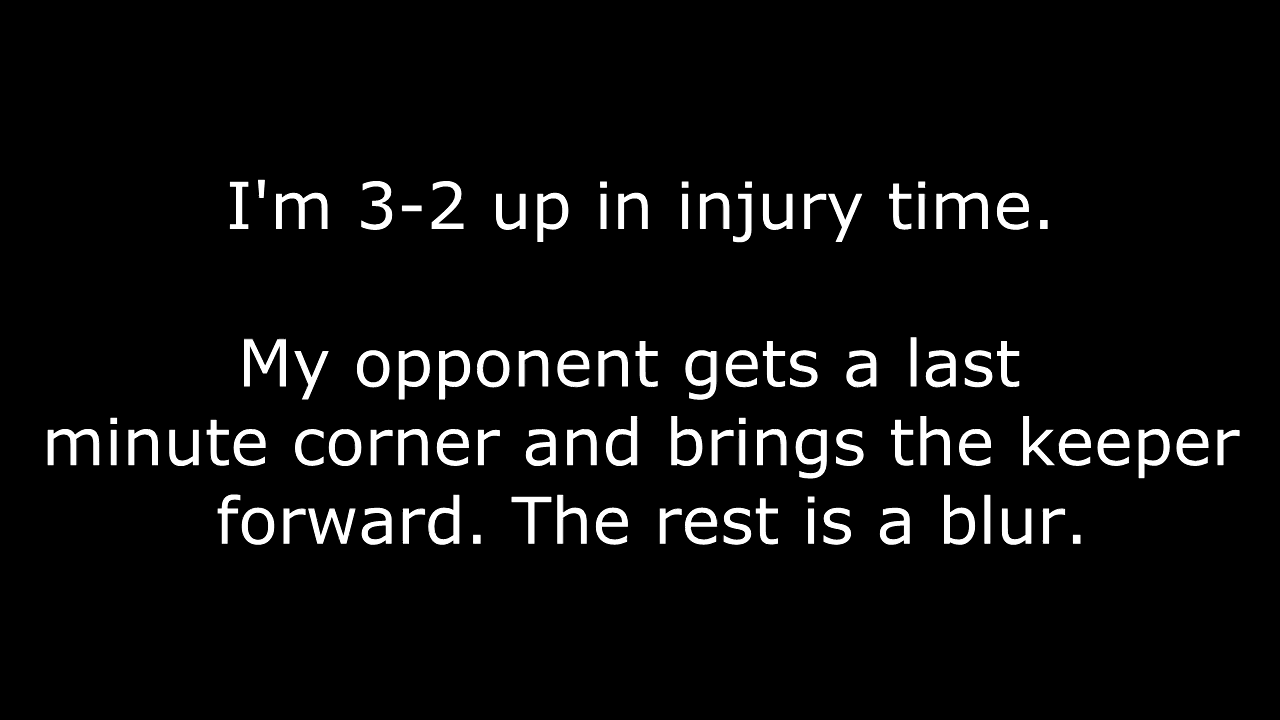 I'm 3-2 up in injury time.
My opponent gets a last
minute corner and brings the keeper
forward. The rest is a blur.